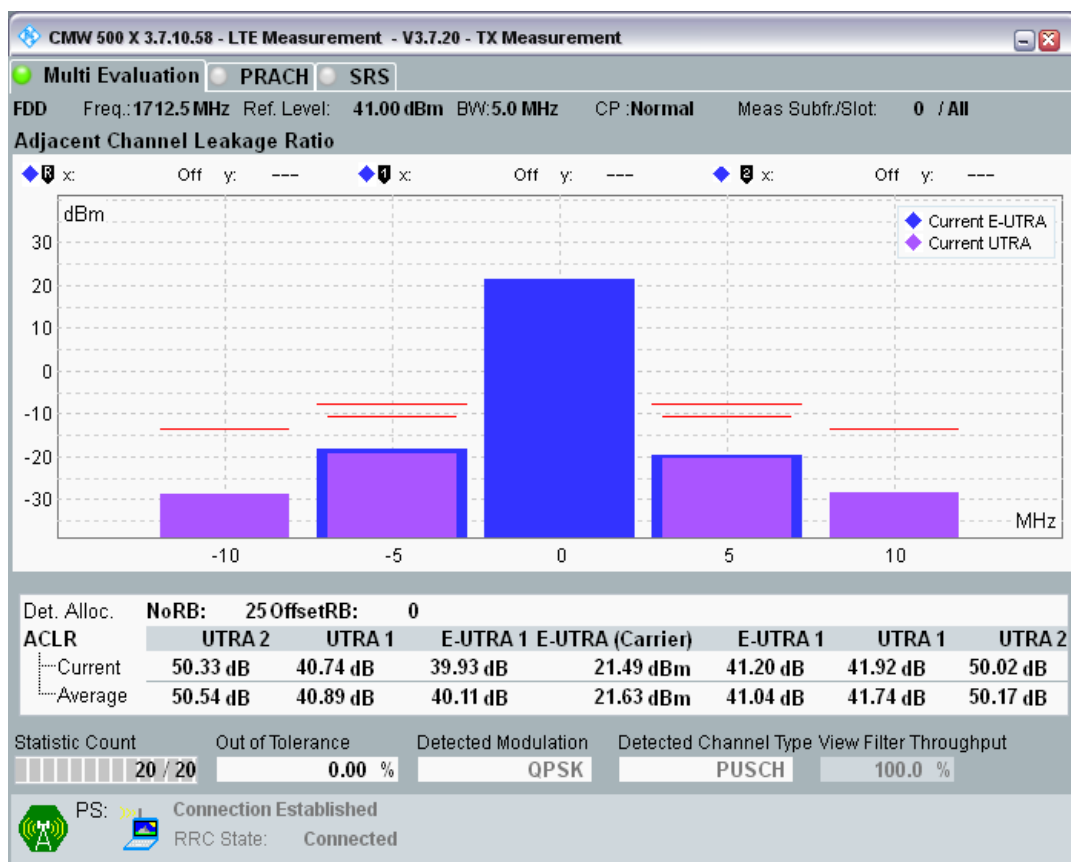 CMW 500 X 3.7.10.58 - LTE Measurement - V3.7.20 - TX Measurement
Multi Evaluation PRACH SRS
FDD Freq.: 1712.5 MHz Ref. Level: 41.00 dBm BW: 5.0 MHz CP : Normal Meas Subfr./Slot: 0 / All
Adjacent Channel Leakage Ratio
R x: Off y: --- 1 x: Off y: --- 2 x: Off y: ---
dBm
Current E-UTRA
Current UTRA
30
20
10
0
-10
-20
-30
MHz
-10 -5 0 5 10
Det. Alloc. NoRB: 25 OffsetRB: 0
ACLR UTRA 2 UTRA 1 E-UTRA 1 E-UTRA (Carrier) E-UTRA 1 UTRA 1 UTRA 2
Current 50.33 dB 40.74 dB 39.93 dB 21.49 dBm 41.20 dB 41.92 dB 50.02 dB
Average 50.54 dB 40.89 dB 40.11 dB 21.63 dBm 41.04 dB 41.74 dB 50.17 dB
Statistic Count Out of Tolerance Detected Modulation Detected Channel Type View Filter Throughput
20 / 20 0.00 % QPSK PUSCH 100.0 %
PS: Connection Established
RRC State: Connected